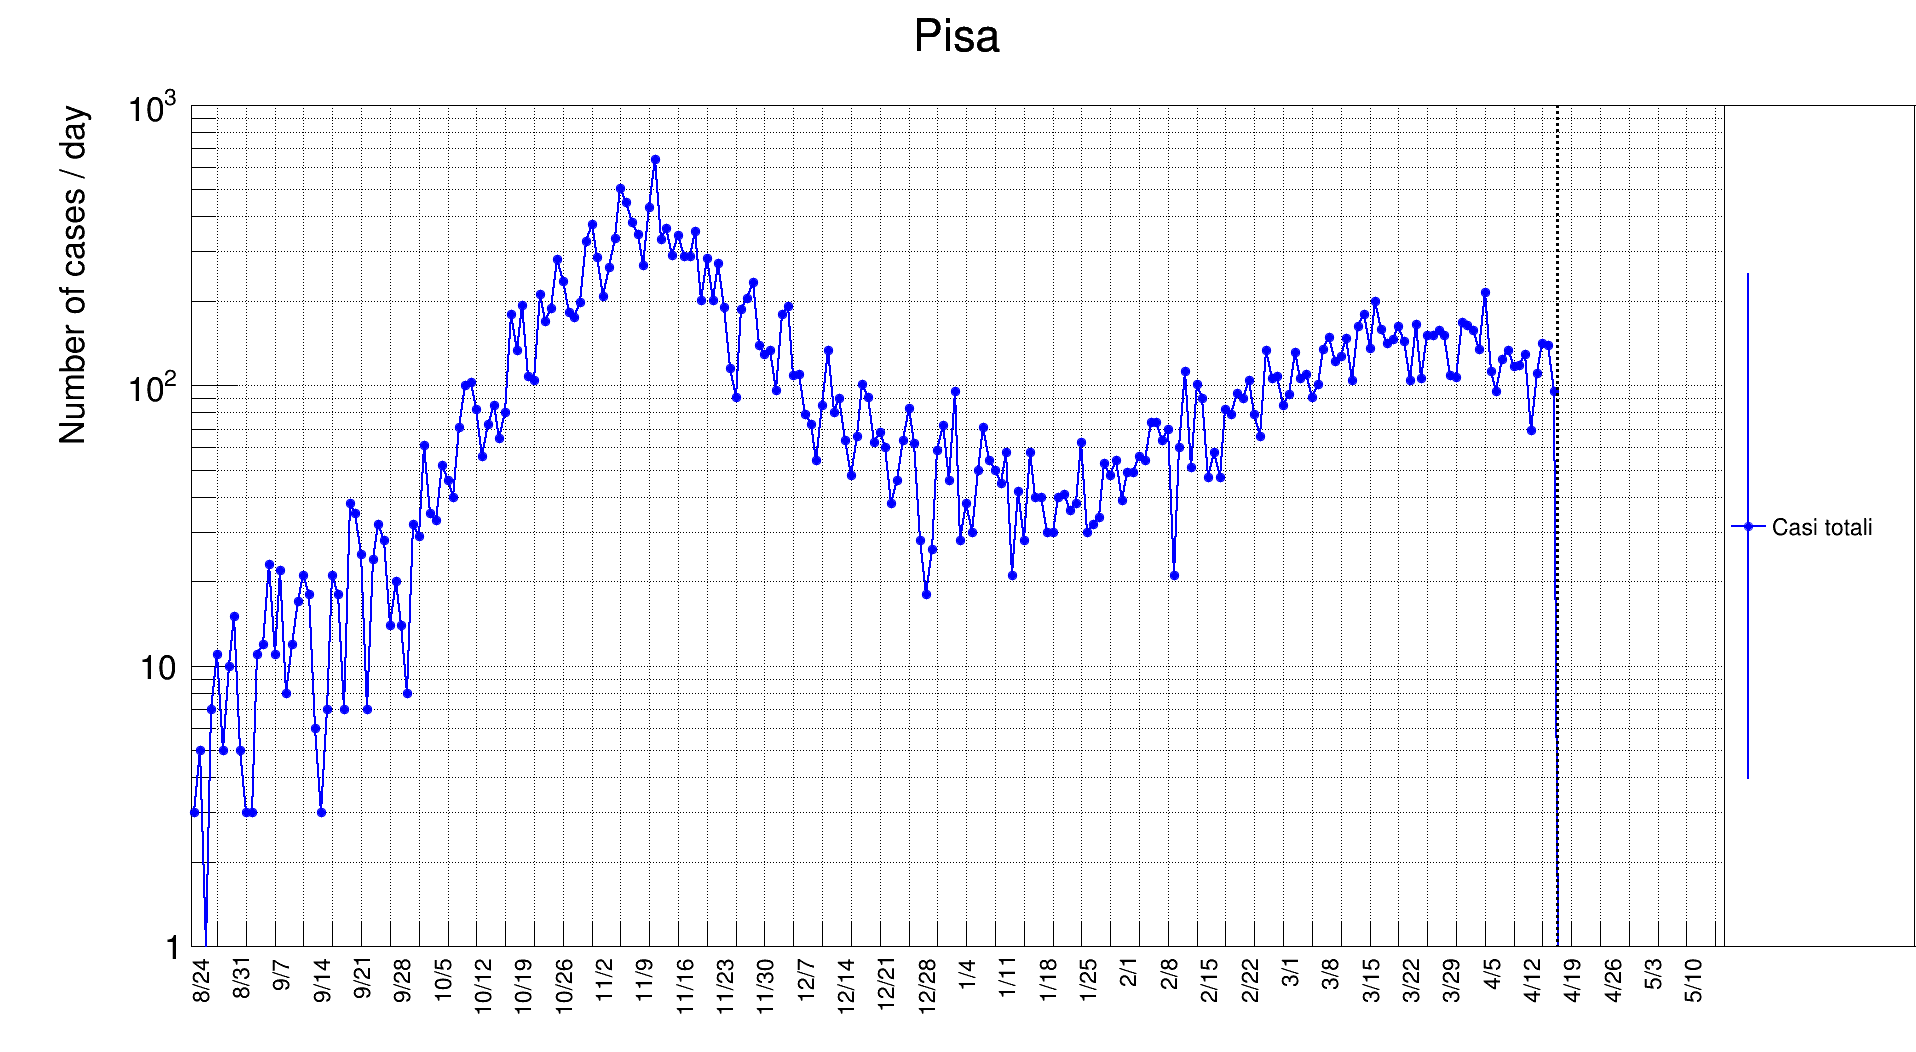 Pisa
Number of cases / day
10³
10²
10
1
8/24 8/31 9/7 9/14 9/21 9/28 10/5 10/12 10/19 10/26 11/2 11/9 11/16 11/23 11/30 12/7 12/14 12/21 12/28 1/4 1/11 1/18 1/25 2/1 2/8 2/15 2/22 3/1 3/8 3/15 3/22 3/29 4/5 4/12 4/19 4/26 5/3 5/10
Casi totali